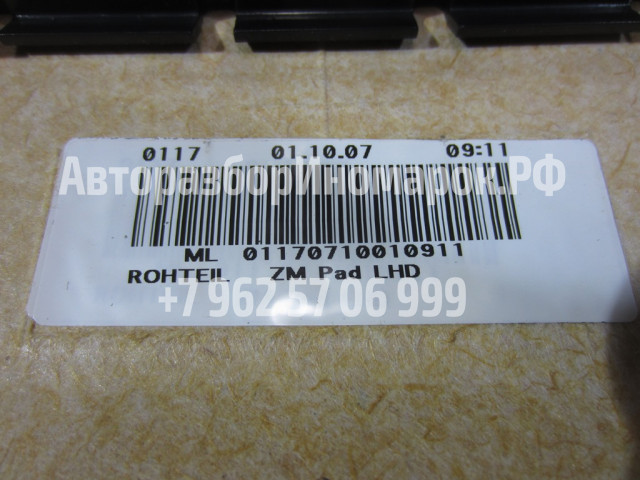 0117 01.10.07 09:11
АвторазборИномарок.РФ
ML 01170710010911
ROHTEIL ZM Pad LHD
+7 962 57 06 999